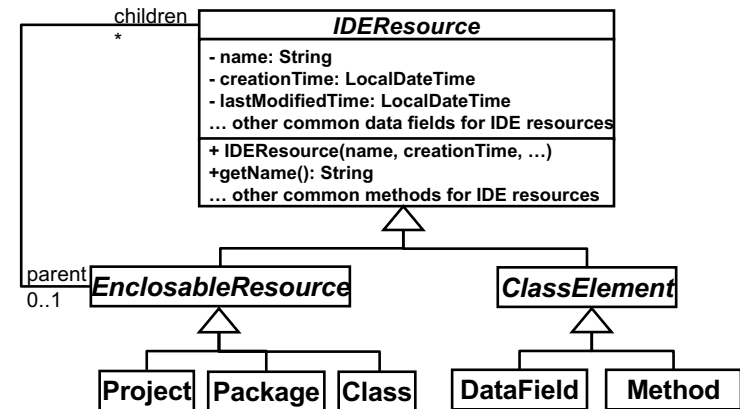 children
*
IDEResource
- name: String
- creationTime: LocalDateTime
- lastModifiedTime: LocalDateTime
… other common data fields for IDE resources
+ IDEResource(name, creationTime, …)
+getName(): String
… other common methods for IDE resources
parent
0..1
EnclosableResource
ClassElement
Project
Package
Class
DataField
Method